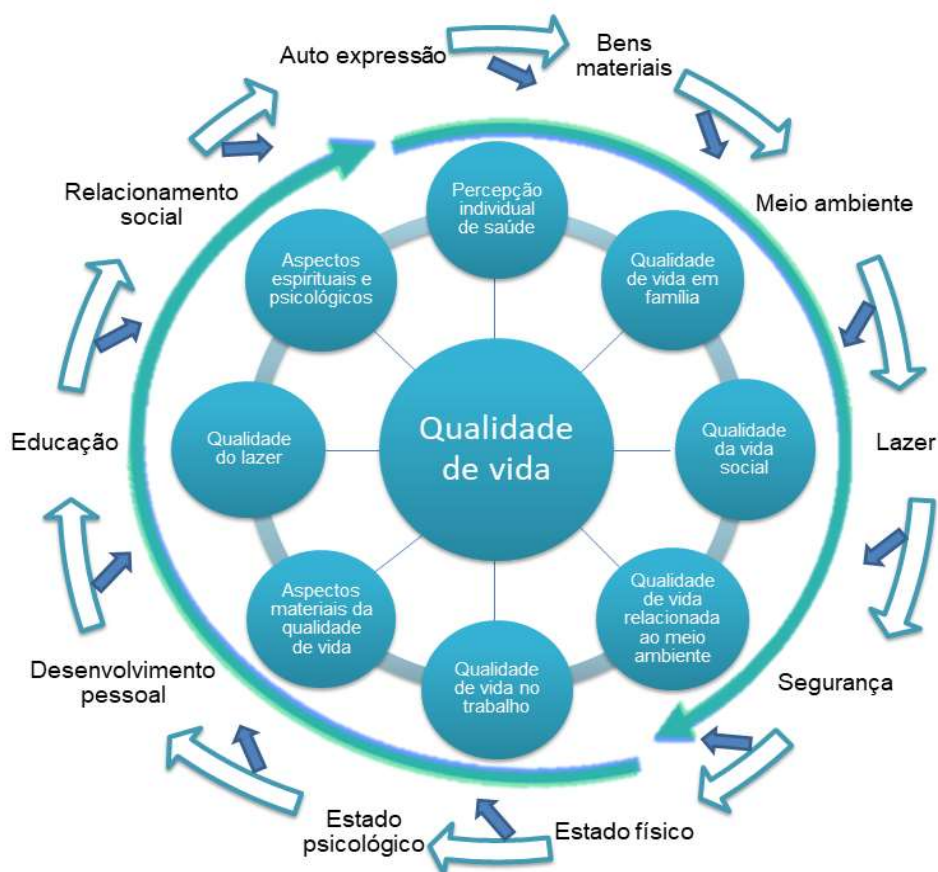 Auto expressão
Bens
materiais
Meio ambiente
Lazer
Segurança
Estado físico
Estado
psicológico
Desenvolvimento
pessoal
Educação
Relacionamento
social
Percepção
individual
de saúde
Qualidade
de vida em
família
Qualidade
da vida
social
Qualidade
de vida
relacionada
ao meio
ambiente
Qualidade
de vida no
trabalho
Aspectos
materiais da
qualidade
de vida
Qualidade
do lazer
Aspectos
espirituais e
psicológicos
Qualidade
de vida